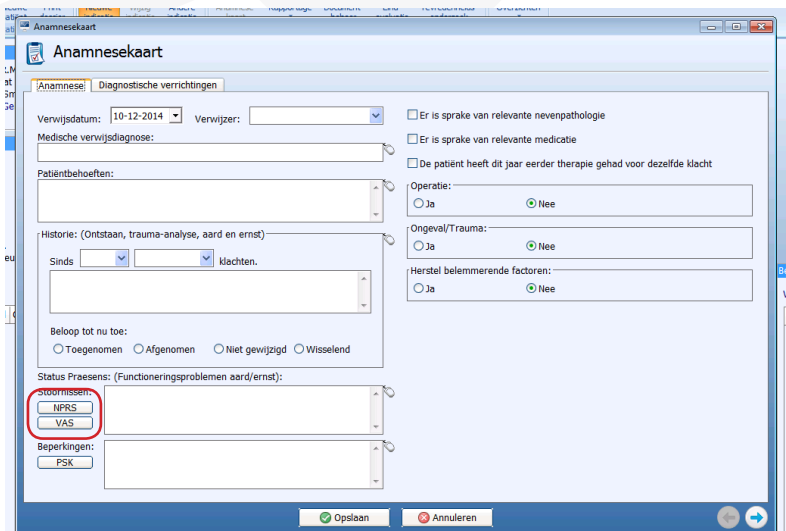 Anamnesekaart
Anamnesekaart
Anamnese Diagnostische verrichtingen
Verwijsdatum: 10-12-2014 Verwijzer:
Medische verwijsdiagnose:
Patiëntbehoeften:
Historie: (Ontstaan, trauma-analyse, aard en ernst)
Sinds klachten.
Beloop tot nu toe:
Toegenomen Afgenomen Niet gewijzigd Wisselend
Status Praesens: (Functioneringsproblemen aard/ernst):
Stoornissen:
NPRS
VAS
Beperkingen:
PSK
Er is sprake van relevante nevenpathologie
Er is sprake van relevante medicatie
De patiënt heeft dit jaar eerder therapie gehad voor dezelfde klacht
Operatie:
Ja Nee
Ongeval/Trauma:
Ja Nee
Herstel belemmerende factoren:
Ja Nee
Opslaan Annuleren